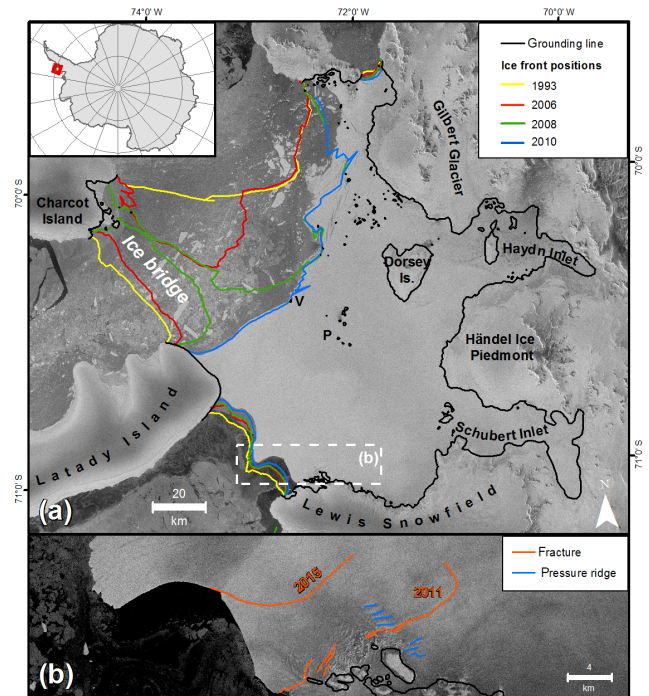 74°0'W
72°0'W
70°0'W
Grounding line
Ice front positions
1993
2006
2008
2010
70°0'S
70°0'S
Gilbert Glacier
Charcot
Island
Ice bridge
Dorsey
Is.
Haydn Inlet
V
P
Händel Ice
Piedmont
Latady Island
Schubert Inlet
(b)
71°0'S
71°0'S
20
km
Lewis Snowfield
N
(a)
Fracture
Pressure ridge
2015
2011
(b)
4
km